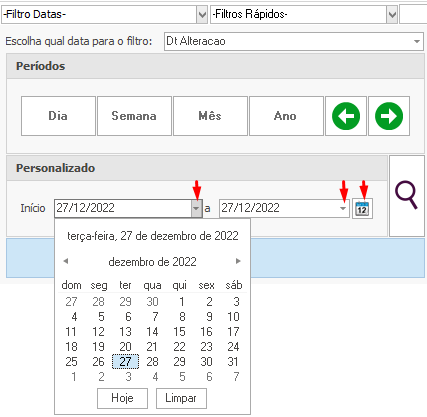 -Filtro Datas- -Filtros Rápidos-
Escolha qual data para o filtro: Dt Alteracao
Períodos
Dia Semana Mês Ano
Personalizado
Início 27/12/2022 a 27/12/2022 12
terça-feira, 27 de dezembro de 2022
dezembro de 2022
dom seg ter qua qui sex sáb
27 28 29 30 1 2 3
4 5 6 7 8 9 10
11 12 13 14 15 16 17
18 19 20 21 22 23 24
25 26 27 28 29 30 31
1 2 3 4 5 6 7
Hoje Limpar